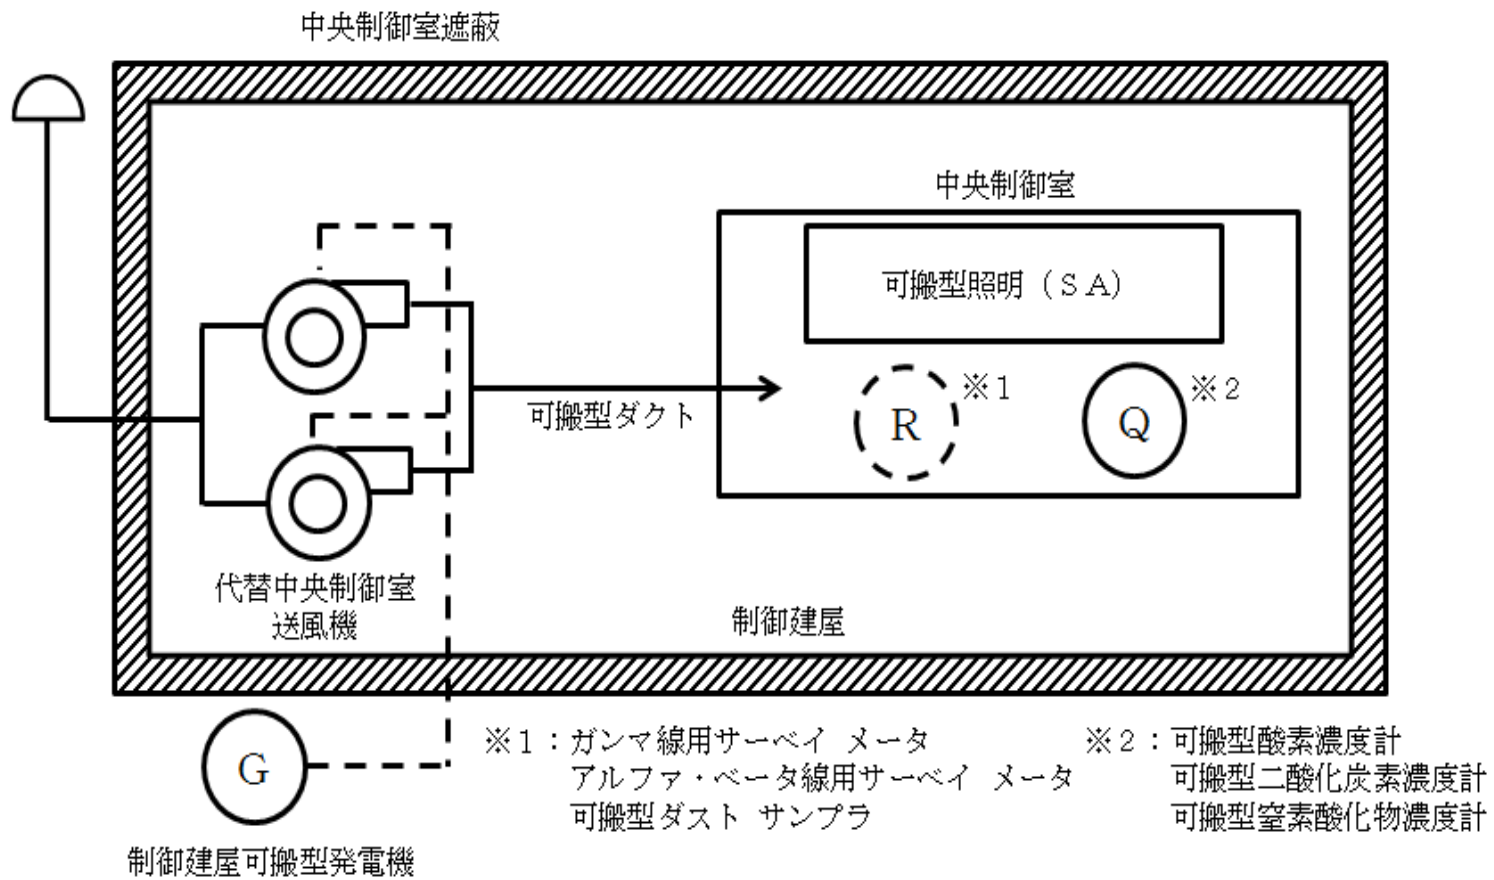 中央制御室遮蔽
中央制御室
可搬型照明（ＳＡ）
※１
※２
R
Q
可搬型ダクト
代替中央制御室
送風機
制御建屋
G
制御建屋可搬型発電機
※１：ガンマ線用サーベイ メータ
アルファ・ベータ線用サーベイ メータ
可搬型ダスト サンプラ
※２：可搬型酸素濃度計
可搬型二酸化炭素濃度計
可搬型窒素酸化物濃度計